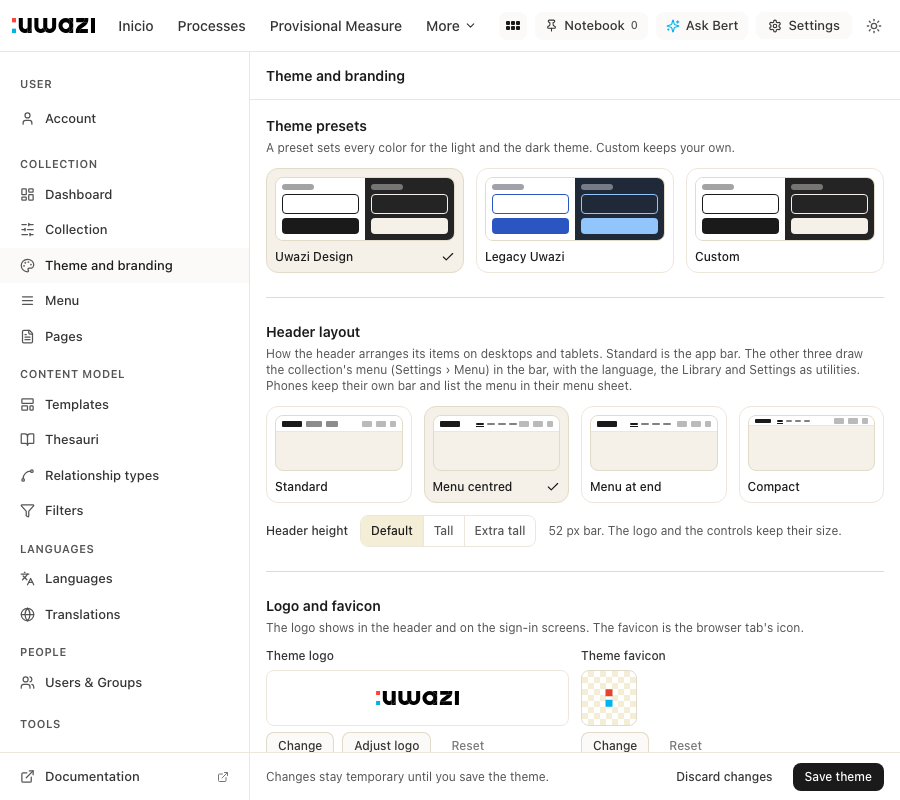 uwazi
Inicio
Processes
Provisional Measure
More
Notebook 0
Ask Bert
Settings
USER
Account
COLLECTION
Dashboard
Collection
Theme and branding
Menu
Pages
CONTENT MODEL
Templates
Thesauri
Relationship types
Filters
LANGUAGES
Languages
Translations
PEOPLE
Users & Groups
TOOLS
Documentation
Theme and branding
Theme presets
A preset sets every color for the light and the dark theme. Custom keeps your own.
Uwazi Design
Legacy Uwazi
Custom
Header layout
How the header arranges its items on desktops and tablets. Standard is the app bar. The other three draw
the collection's menu (Settings › Menu) in the bar, with the language, the Library and Settings as utilities.
Phones keep their own bar and list the menu in their menu sheet.
Standard
Menu centred
Menu at end
Compact
Header height
Default
Tall
Extra tall
52 px bar. The logo and the controls keep their size.
Logo and favicon
The logo shows in the header and on the sign-in screens. The favicon is the browser tab's icon.
Theme logo
Theme favicon
uwazi
Change
Adjust logo
Reset
Change
Reset
Changes stay temporary until you save the theme.
Discard changes
Save theme